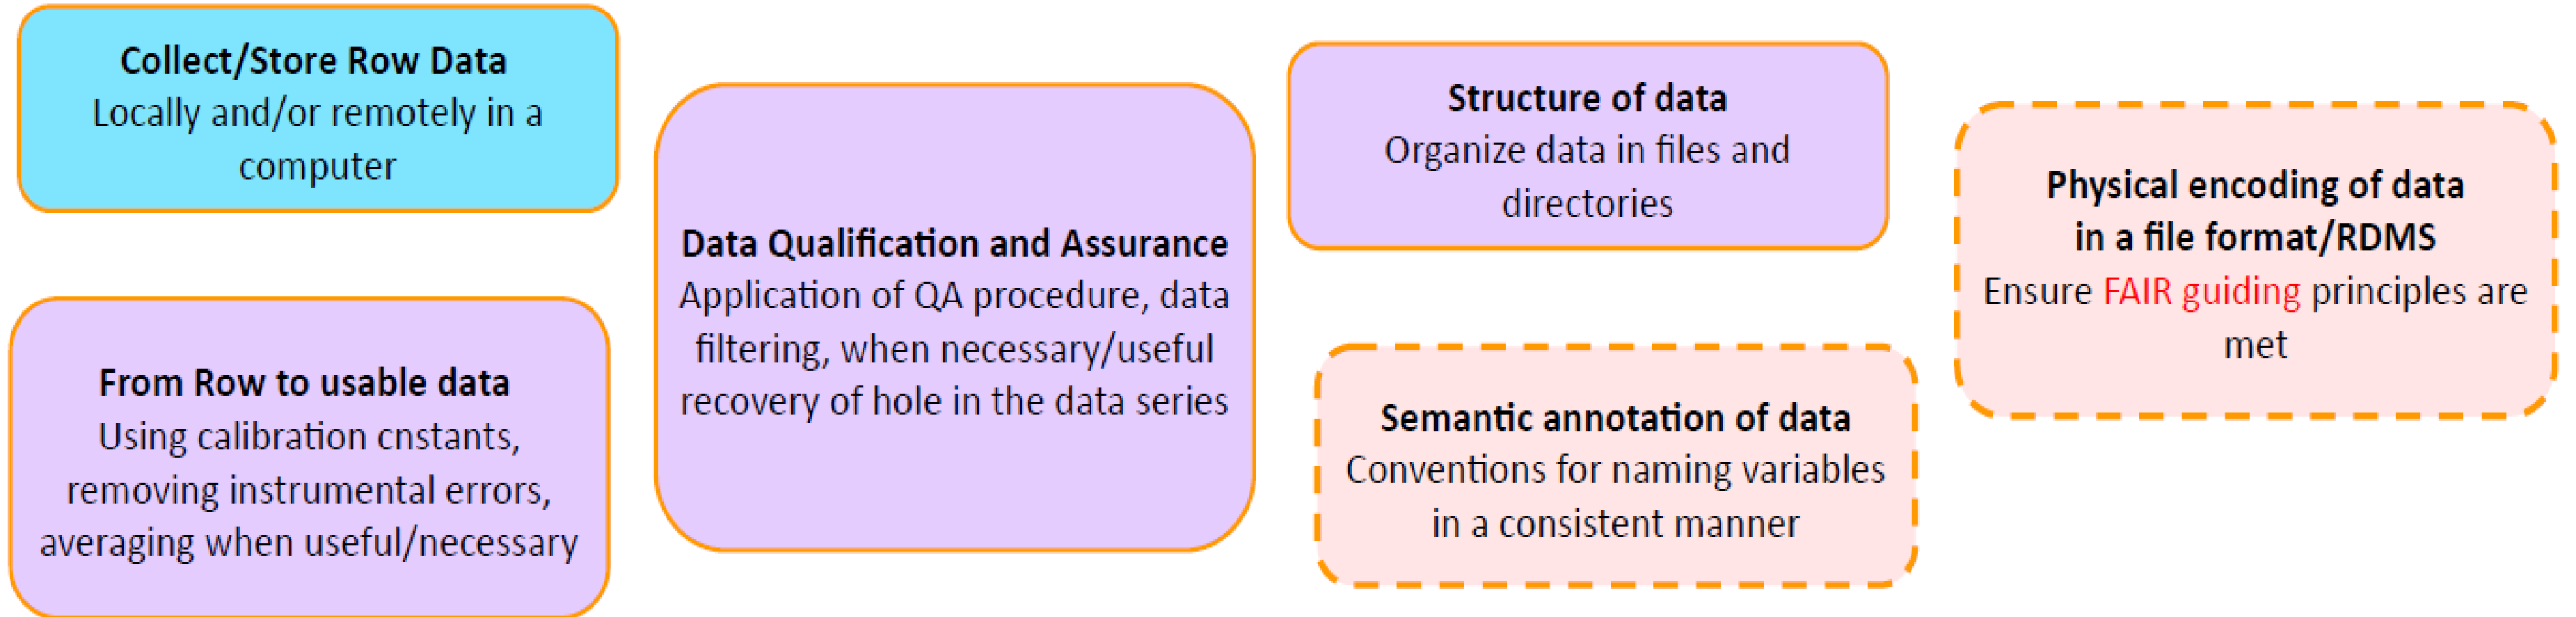 Collect/Store Row Data
Locally and/or remotely in a
computer
From Row to usable data
Using calibration cnstants,
removing instrumental errors,
averaging when useful/necessary
Data Qualification and Assurance
Application of QA procedure, data
filtering, when necessary/useful
recovery of hole in the data series
Structure of data
Organize data in files and
directories
Semantic annotation of data
Conventions for naming variables
in a consistent manner
Physical encoding of data
in a file format/RDMS
Ensure FAIR guiding principles are
met